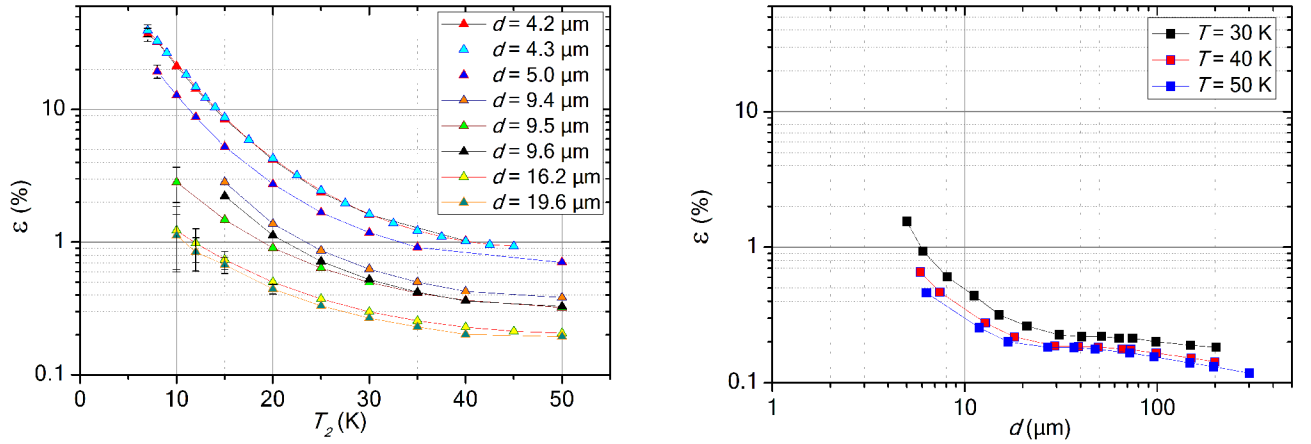 ε (%)
10
1
0.1
0
10
20
30
40
50
T2 (K)
d = 4.2 µm
d = 4.3 µm
d = 5.0 µm
d = 9.4 µm
d = 9.5 µm
d = 9.6 µm
d = 16.2 µm
d = 19.6 µm
ε (%)
10
1
0.1
1
10
100
d (µm)
T = 30 K
T = 40 K
T = 50 K